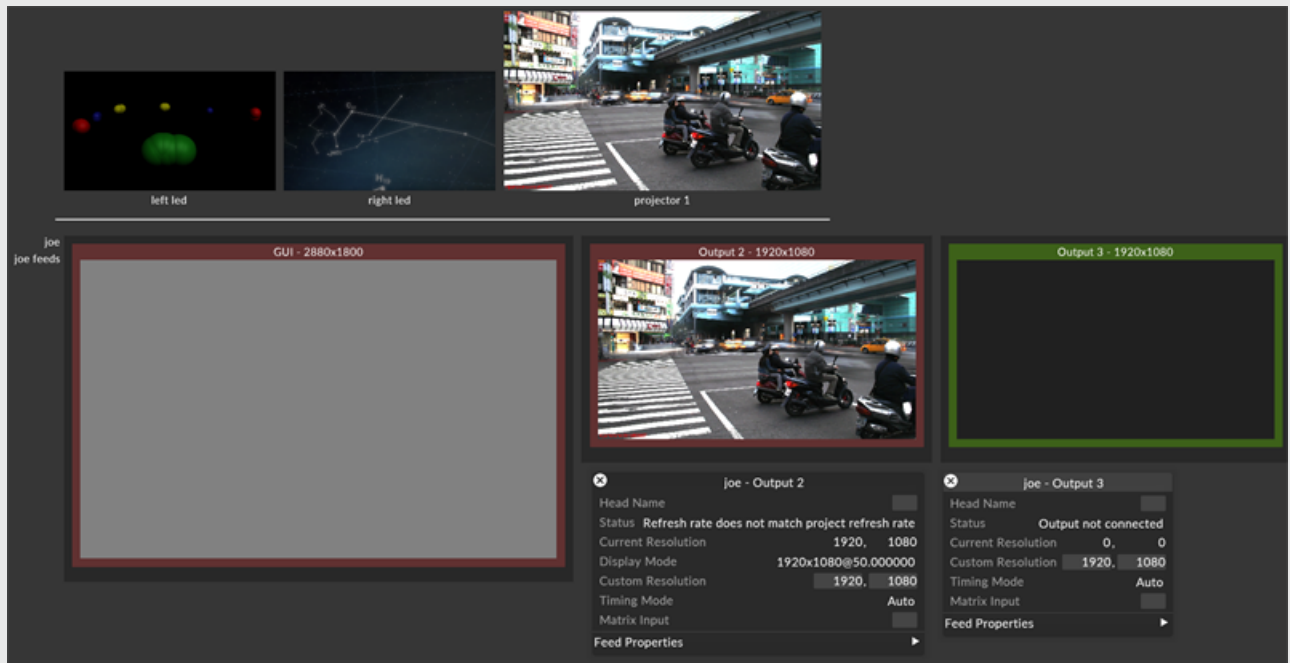 left led
right led
projector 1
joe
joe feeds
GUI - 2880x1800
Output 2 - 1920x1080
Output 3 - 1920x1080
joe - Output 2
Head Name
Status Refresh rate does not match project refresh rate
Current Resolution 1920, 1080
Display Mode 1920x1080@50.000000
Custom Resolution 1920, 1080
Timing Mode Auto
Matrix Input
Feed Properties
joe - Output 3
Head Name
Status Output not connected
Current Resolution 0, 0
Custom Resolution 1920, 1080
Timing Mode Auto
Matrix Input
Feed Properties